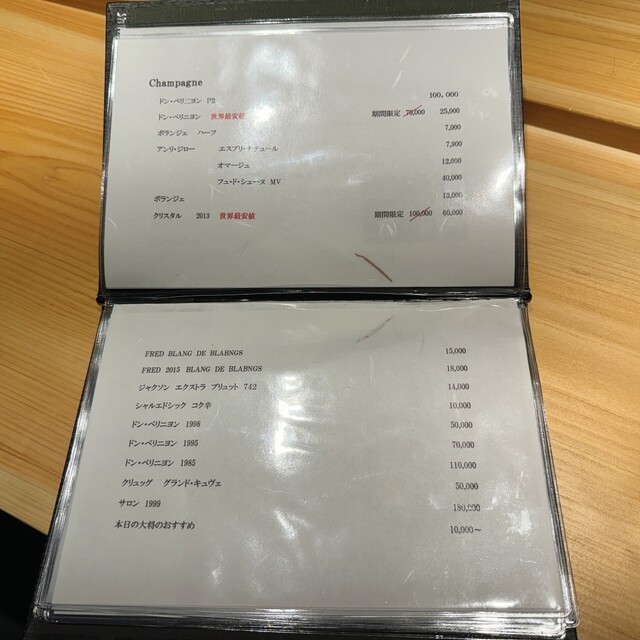 Champagne
ドン・ペリニヨン P2 100,000
ドン・ペリニヨン 世界最安値 期間限定 70,000 25,000
ボランジェ ハーフ 7,000
アンリ・ジロー エスプリ・ナチュール 7,900
オマージュ 12,000
フュ・ド・シェーヌ MV 40,000
ボランジェ 13,000
クリスタル 2013 世界最安値 期間限定 100,000 60,000
FRED BLANG DE BLABNGS 15,000
FRED 2015 BLANG DE BLABNGS 18,000
ジャクソン エクストラ ブリュット 742 14,000
シャルエドシック コケ幸 10,000
ドン・ペリニヨン 1998 50,000
ドン・ペリニヨン 1995 70,000
ドン・ペリニヨン 1985 110,000
クリュッグ グランド・キュヴェ 50,000
サロン 1999 180,000
本日の大将のおすすめ 10,000～